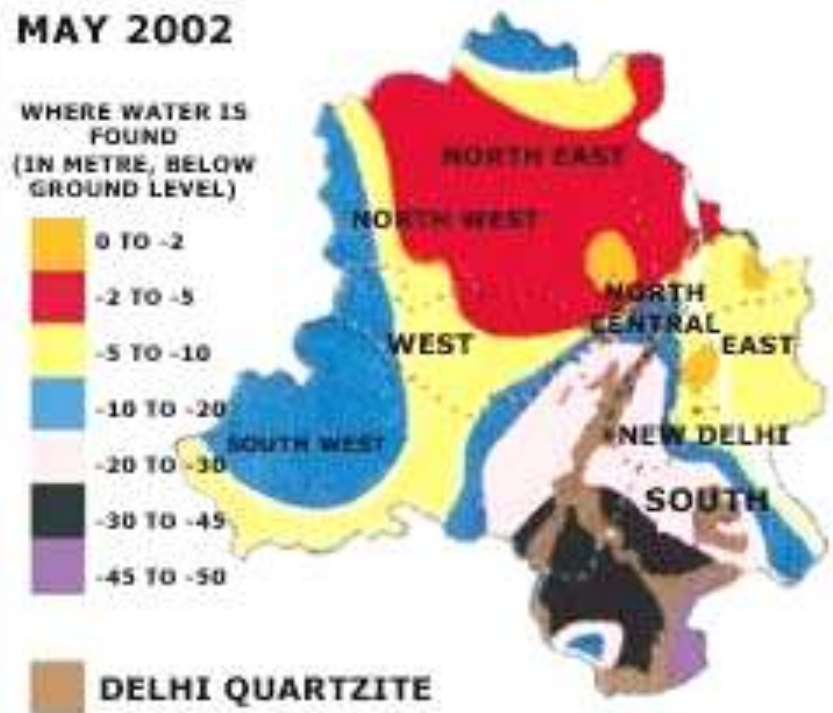 MAY 2002
WHERE WATER IS
FOUND
(IN METRE, BELOW
GROUND LEVEL)
0 TO -2
-2 TO -5
-5 TO -10
-10 TO -20
-20 TO -30
-30 TO -45
-45 TO -50
DELHI QUARTZITE
NORTH EAST
NORTH WEST
NORTH
CENTRAL
WEST
EAST
SOUTH WEST
NEW DELHI
SOUTH